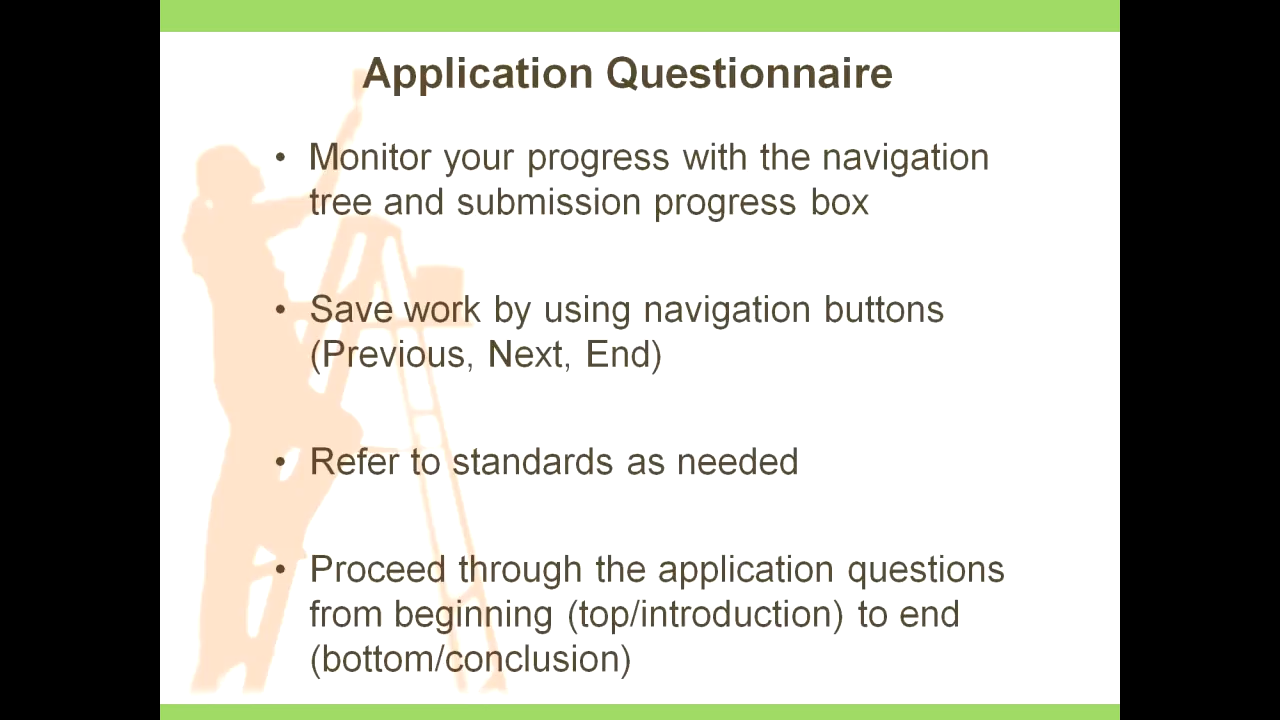 Application Questionnaire
• Monitor your progress with the navigation
tree and submission progress box
• Save work by using navigation buttons
(Previous, Next, End)
• Refer to standards as needed
• Proceed through the application questions
from beginning (top/introduction) to end
(bottom/conclusion)